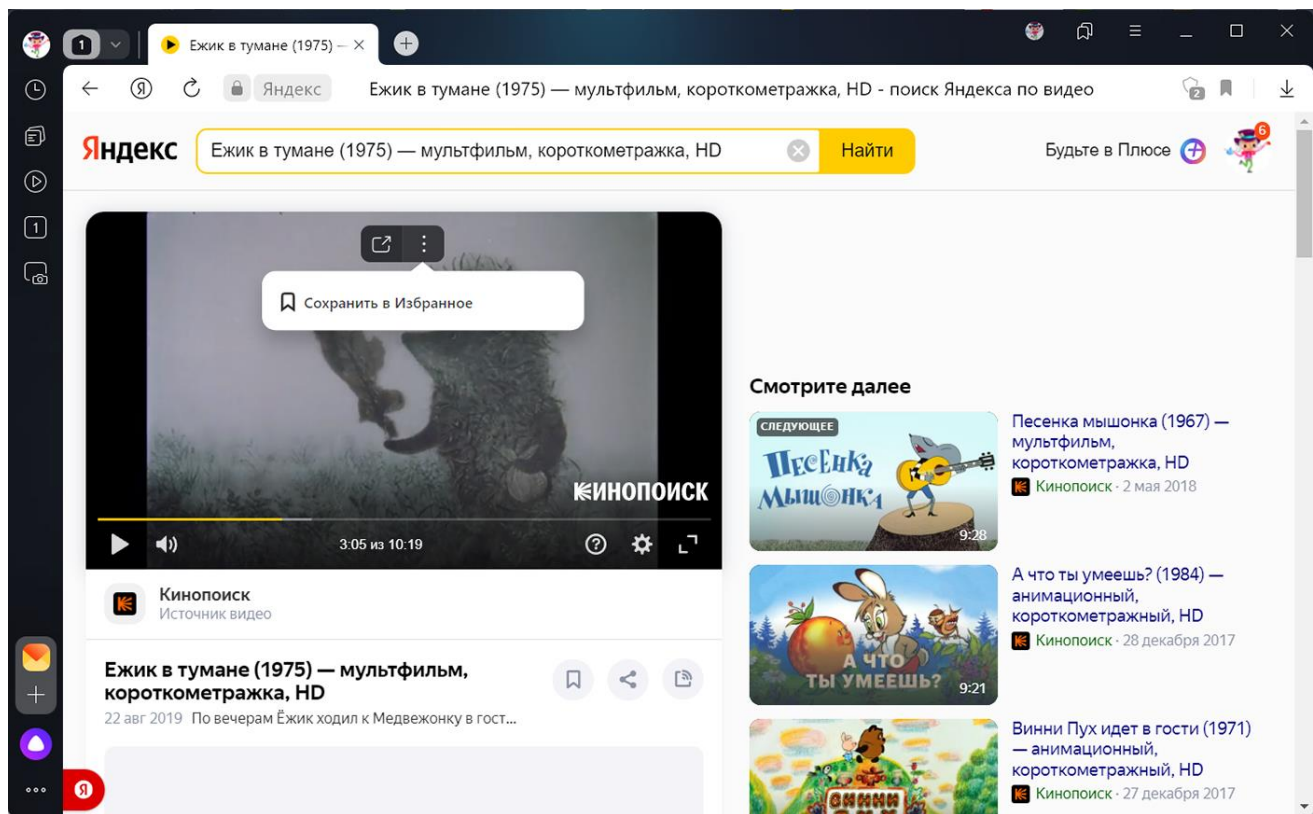 1
Ежик в тумане (1975) —
Яндекс
Ежик в тумане (1975) — мультфильм, короткометражка, HD - поиск Яндекса по видео
2
1
Яндекс
Ежик в тумане (1975) — мультфильм, короткометражка, HD
Найти
Будьте в Плюсе
6
Сохранить в Избранное
КИНОПОИСК
3:05 из 10:19
Кинопоиск
Источник видео
Ежик в тумане (1975) — мультфильм,
короткометражка, HD
22 авг 2019 По вечерам Ёжик ходил к Медвежонку в гост...
Я
Смотрите далее
СЛЕДУЮЩЕЕ
ПЕСЕНКА
МЫШОНКА
9:28
Песенка мышонка (1967) —
мультфильм,
короткометражка, HD
Кинопоиск · 2 мая 2018
А ЧТО
ТЫ УМЕЕШЬ?
9:21
А что ты умеешь? (1984) —
анимационный,
короткометражный, HD
Кинопоиск · 28 декабря 2017
ВИННИ
Винни Пух идет в гости (1971)
— анимационный,
короткометражный, HD
Кинопоиск · 27 декабря 2017